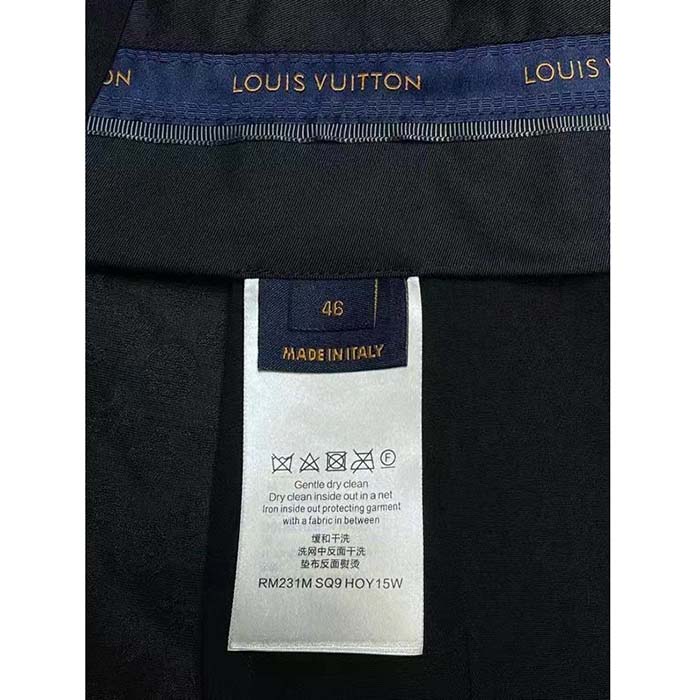 ON LOUIS VUITTON LOUIS V
46
MADE IN ITALY
F
Gentle dry clean
Dry clean inside out in a net
Iron inside out protecting garment
with a fabric in between
缓和干洗
洗网中反面干洗
垫布反面熨烫
RM231M SQ9 HOY15W